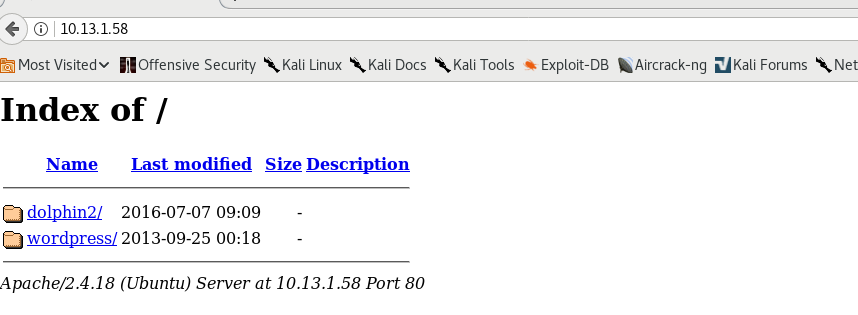 10.13.1.58
Most Visited Offensive Security Kali Linux Kali Docs Kali Tools Exploit-DB Aircrack-ng Kali Forums Net
Index of /
Name Last modified Size Description
dolphin2/ 2016-07-07 09:09 -
wordpress/ 2013-09-25 00:18 -
Apache/2.4.18 (Ubuntu) Server at 10.13.1.58 Port 80